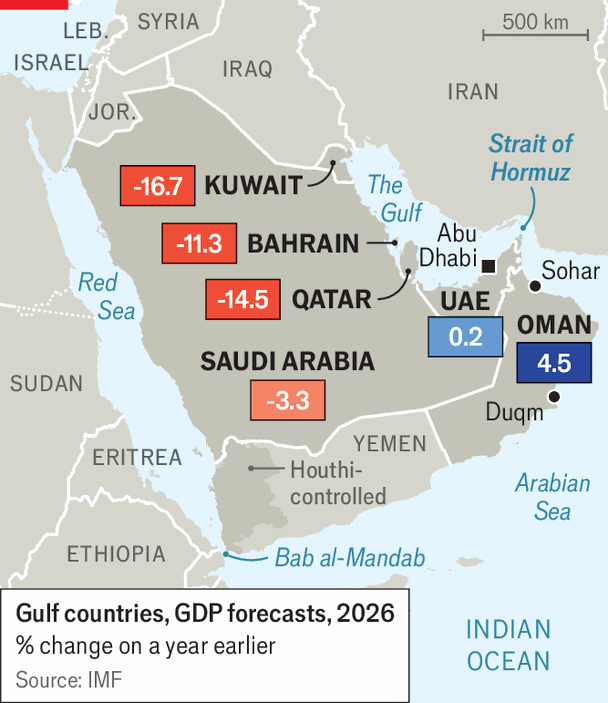 LEB.
SYRIA
500 km
ISRAEL
IRAQ
IRAN
JOR.
Strait of
Hormuz
-16.7
KUWAIT
The
Gulf
-11.3
BAHRAIN
Abu
Dhabi
Sohar
Red
Sea
-14.5
QATAR
UAE
0.2
OMAN
4.5
SAUDI ARABIA
-3.3
SUDAN
Duqm
YEMEN
ERITREA
Houthi-
controlled
Arabian
Sea
ETHIOPIA
Bab al-Mandab
Gulf countries, GDP forecasts, 2026
% change on a year earlier
Source: IMF
INDIAN
OCEAN